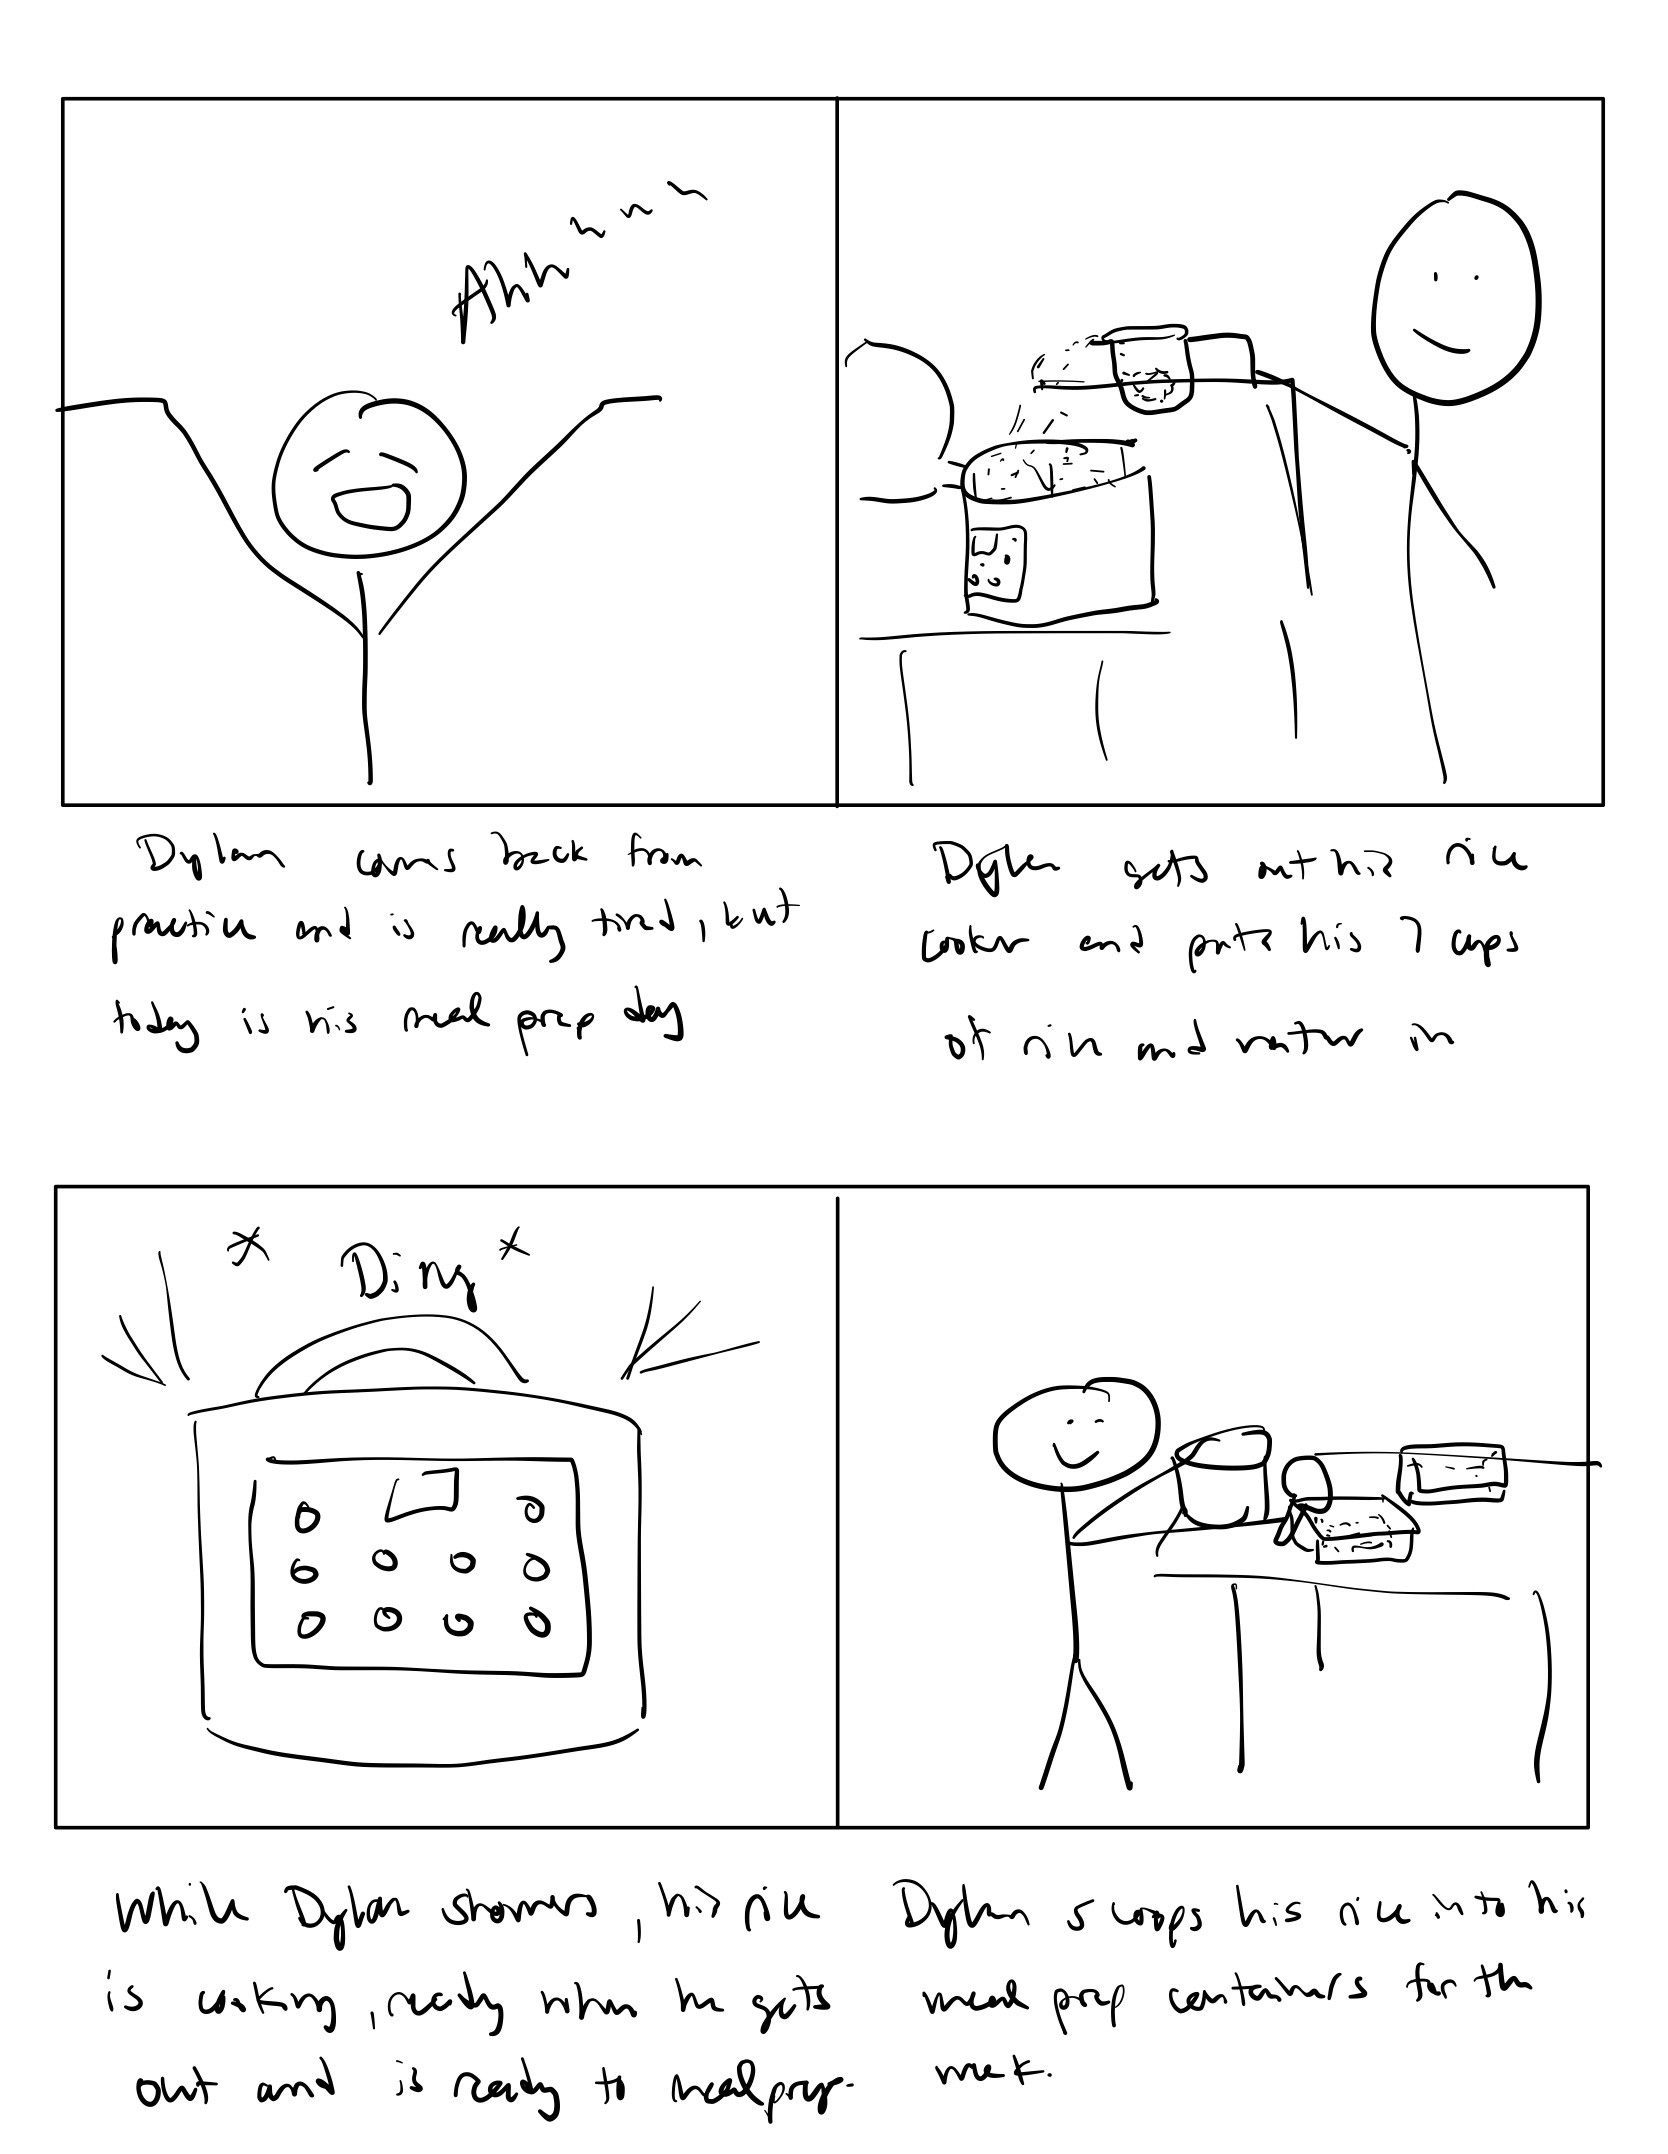 Ahh~~~
Dylan comes back from
practice and is really tired, but
today is his meal prep day
Dylan gets out his rice
cooker and puts his 7 cups
of rice and water in
* Ding *
While Dylan showers, his rice
is cooking, ready when he gets
out and is ready to meal prep.
Dylan scoops his rice into his
meal prep containers for the
week.